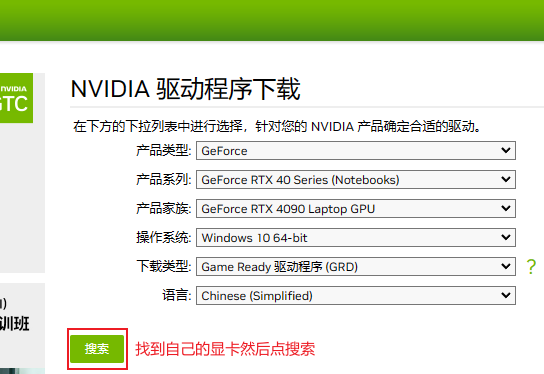 NVIDIA
GTC
NVIDIA 驱动程序下载
在下方的下拉列表中进行选择，针对您的 NVIDIA 产品确定合适的驱动。
产品类型: GeForce
产品系列: GeForce RTX 40 Series (Notebooks)
产品家族: GeForce RTX 4090 Laptop GPU
操作系统: Windows 10 64-bit
下载类型: Game Ready 驱动程序 (GRD) ?
语言: Chinese (Simplified)
训班
搜索 找到自己的显卡然后点搜索